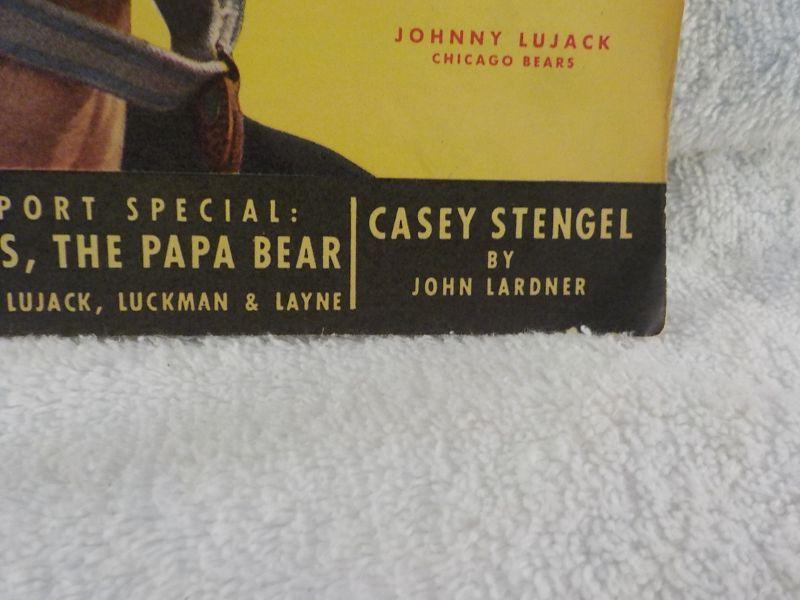 JOHNNY LUJACK
CHICAGO BEARS
PORT SPECIAL:
S, THE PAPA BEAR
LUJACK, LUCKMAN & LAYNE
CASEY STENGEL
BY
JOHN LARDNER